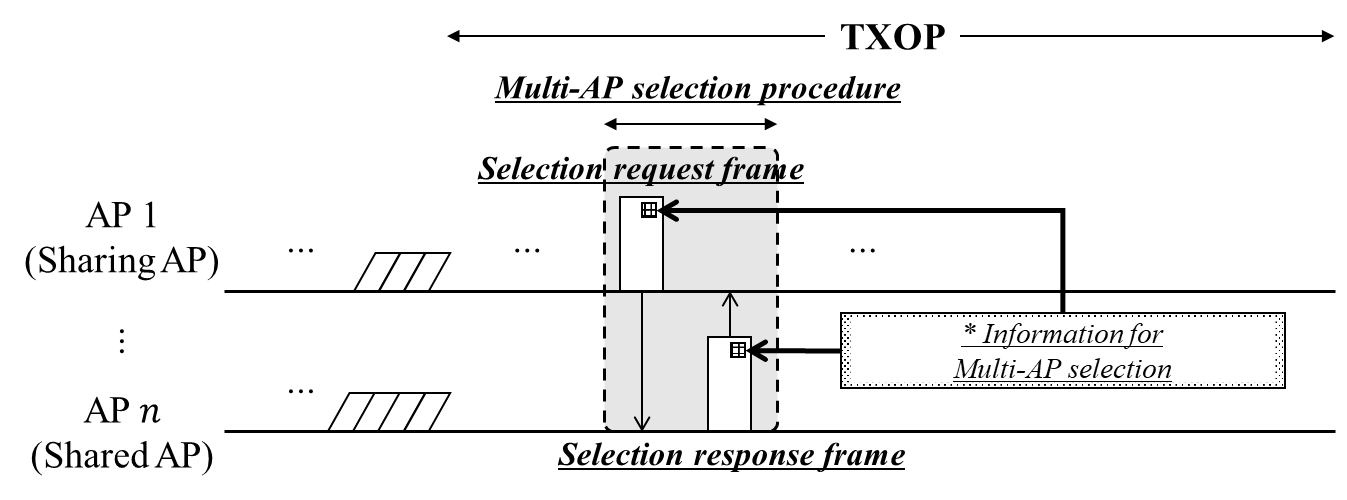 TXOP
Multi-AP selection procedure
Selection request frame
AP 1
(Sharing AP)
...
...
...
* Information for
Multi-AP selection
⋮
...
AP n
(Shared AP)
Selection response frame